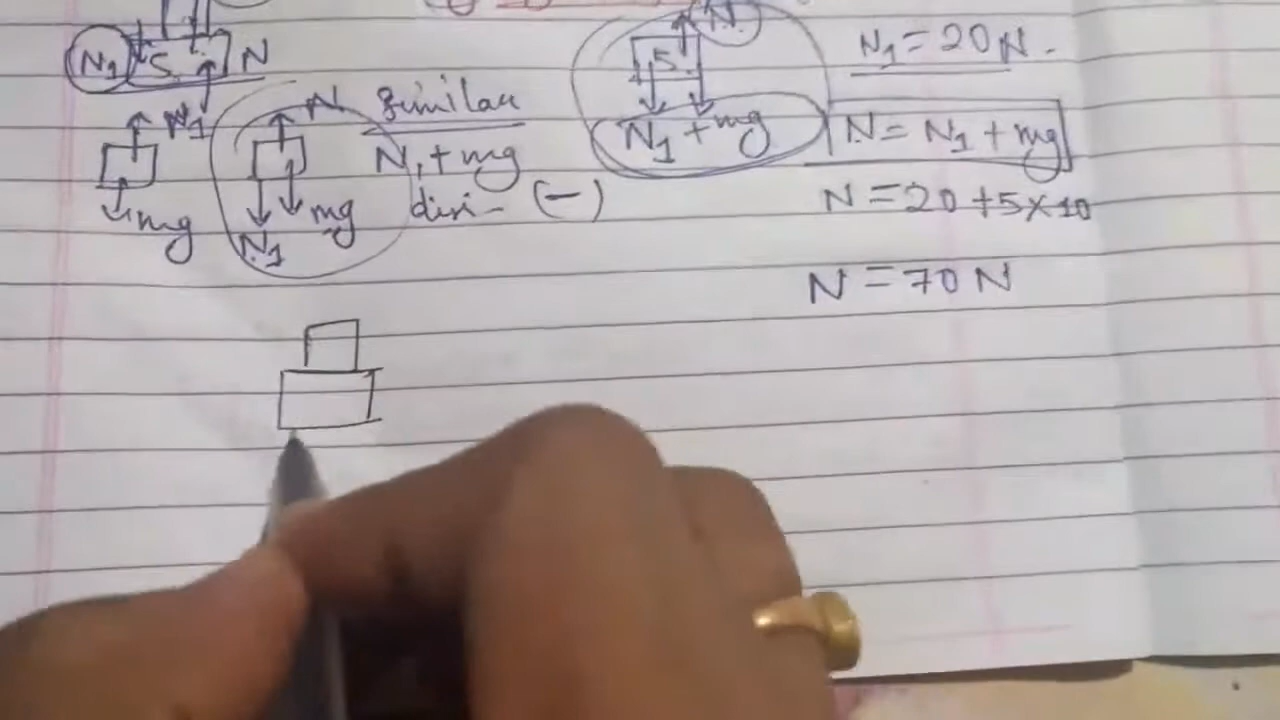 N₁ 5 N
N₁
mg
N
N₁ mg
Similar
N₁ + mg
disi- (-)
N
5
N₁ + mg
N₁ = 20 N.
N = N₁ + mg
N = 20 + 5 × 10
N = 70 N